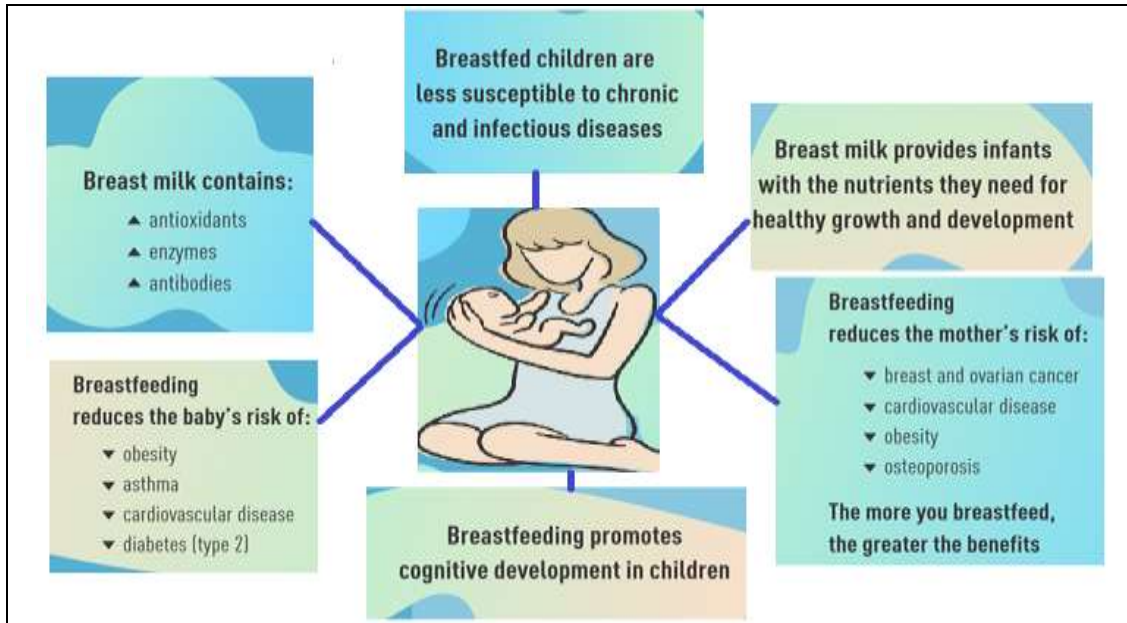 Breastfed children are
less susceptible to chronic
and infectious diseases
Breast milk contains:
▲ antioxidants
▲ enzymes
▲ antibodies
Breast milk provides infants
with the nutrients they need for
healthy growth and development
Breastfeeding
reduces the baby's risk of:
▼ obesity
▼ asthma
▼ cardiovascular disease
▼ diabetes (type 2)
Breastfeeding
reduces the mother's risk of:
▼ breast and ovarian cancer
▼ cardiovascular disease
▼ obesity
▼ osteoporosis
The more you breastfeed,
the greater the benefits
Breastfeeding promotes
cognitive development in children